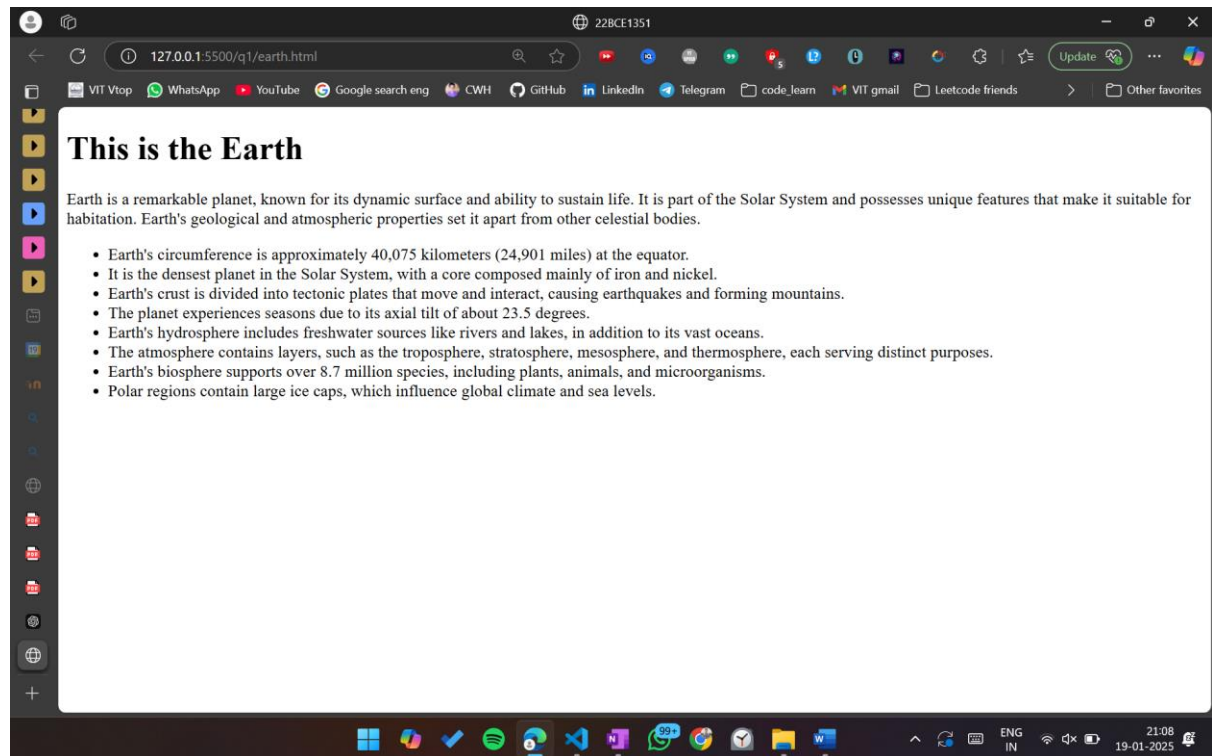 22BCE1351
127.0.0.1:5500/q1/earth.html
Update
VIT Vtop WhatsApp YouTube Google search eng CWH GitHub LinkedIn Telegram code_learn VIT gmail Leetcode friends Other favorites
This is the Earth
Earth is a remarkable planet, known for its dynamic surface and ability to sustain life. It is part of the Solar System and possesses unique features that make it suitable for
habitation. Earth's geological and atmospheric properties set it apart from other celestial bodies.
• Earth's circumference is approximately 40,075 kilometers (24,901 miles) at the equator.
• It is the densest planet in the Solar System, with a core composed mainly of iron and nickel.
• Earth's crust is divided into tectonic plates that move and interact, causing earthquakes and forming mountains.
• The planet experiences seasons due to its axial tilt of about 23.5 degrees.
• Earth's hydrosphere includes freshwater sources like rivers and lakes, in addition to its vast oceans.
• The atmosphere contains layers, such as the troposphere, stratosphere, mesosphere, and thermosphere, each serving distinct purposes.
• Earth's biosphere supports over 8.7 million species, including plants, animals, and microorganisms.
• Polar regions contain large ice caps, which influence global climate and sea levels.
99+
ENG
IN
21:08
19-01-2025